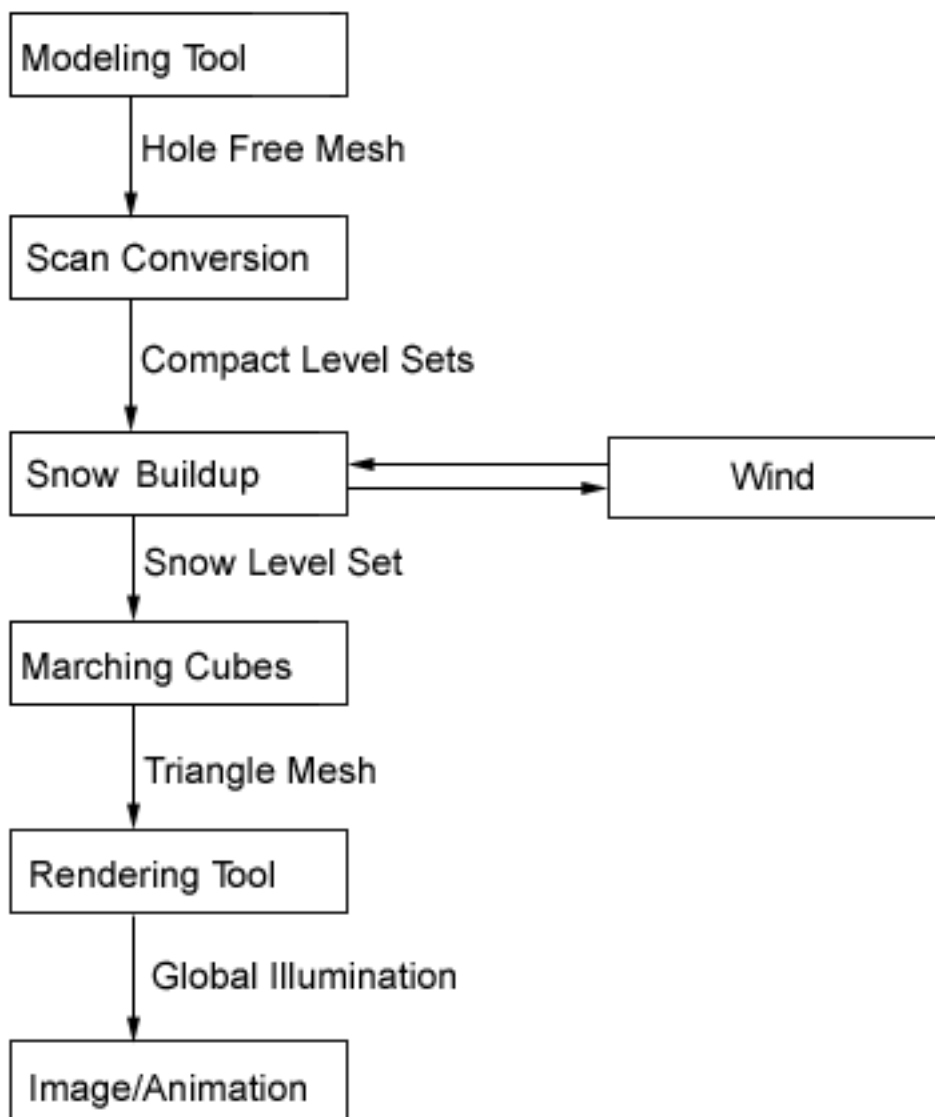 Modeling Tool
Hole Free Mesh
Scan Conversion
Compact Level Sets
Snow Buildup
Wind
Snow Level Set
Marching Cubes
Triangle Mesh
Rendering Tool
Global Illumination
Image/Animation